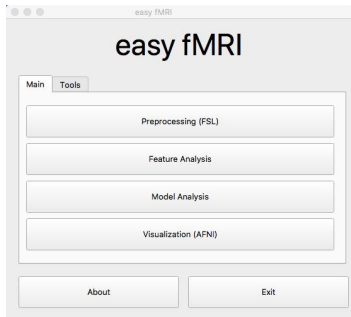 easy fMRI
easy fMRI
Main Tools
Preprocessing (FSL)
Feature Analysis
Model Analysis
Visualization (AFNI)
About Exit